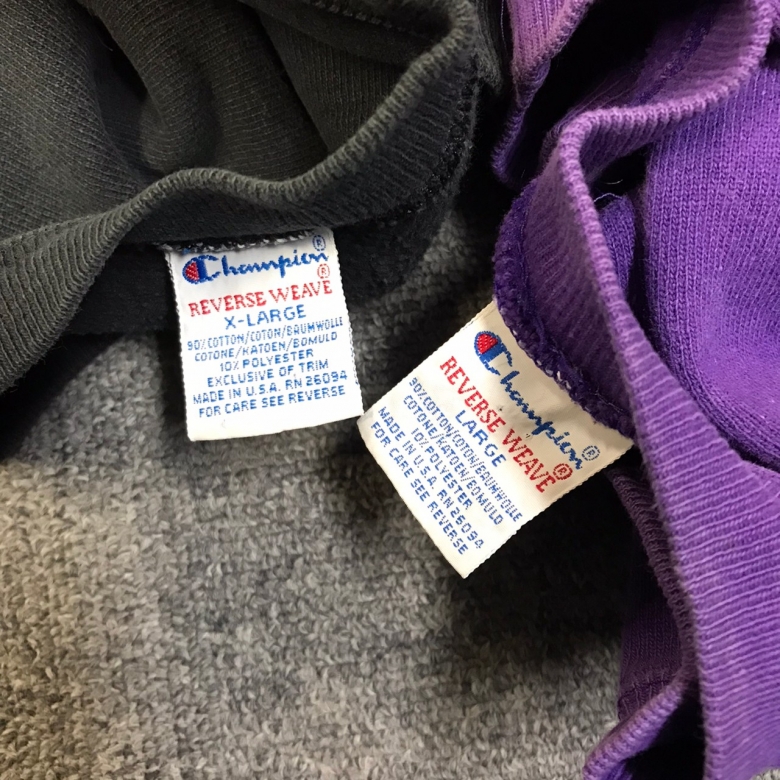 Champion®
REVERSE WEAVE®
X-LARGE
90% COTTON/COTON/BAUMWOLLE
COTONE/KATOEN/BOMULD
10% POLYESTER
EXCLUSIVE OF TRIM
MADE IN U.S.A. RN 26094
FOR CARE SEE REVERSE
Champion®
REVERSE WEAVE®
LARGE
90% COTTON/COTON/BAUMWOLLE
COTONE/KATOEN/BOMULD
10% POLYESTER
MADE IN U.S.A. RN 26094
FOR CARE SEE REVERSE